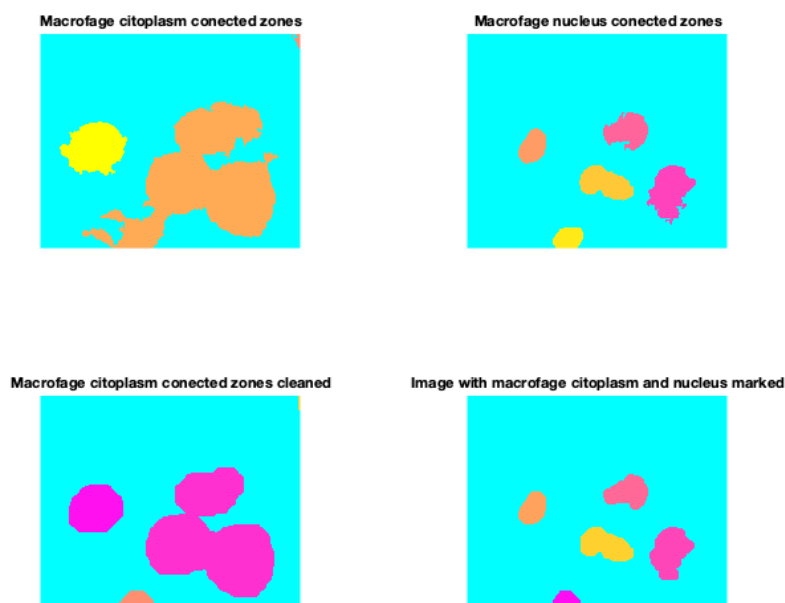 Macrofage citoplasm conected zones
Macrofage nucleus conected zones
Macrofage citoplasm conected zones cleaned
Image with macrofage citoplasm and nucleus marked